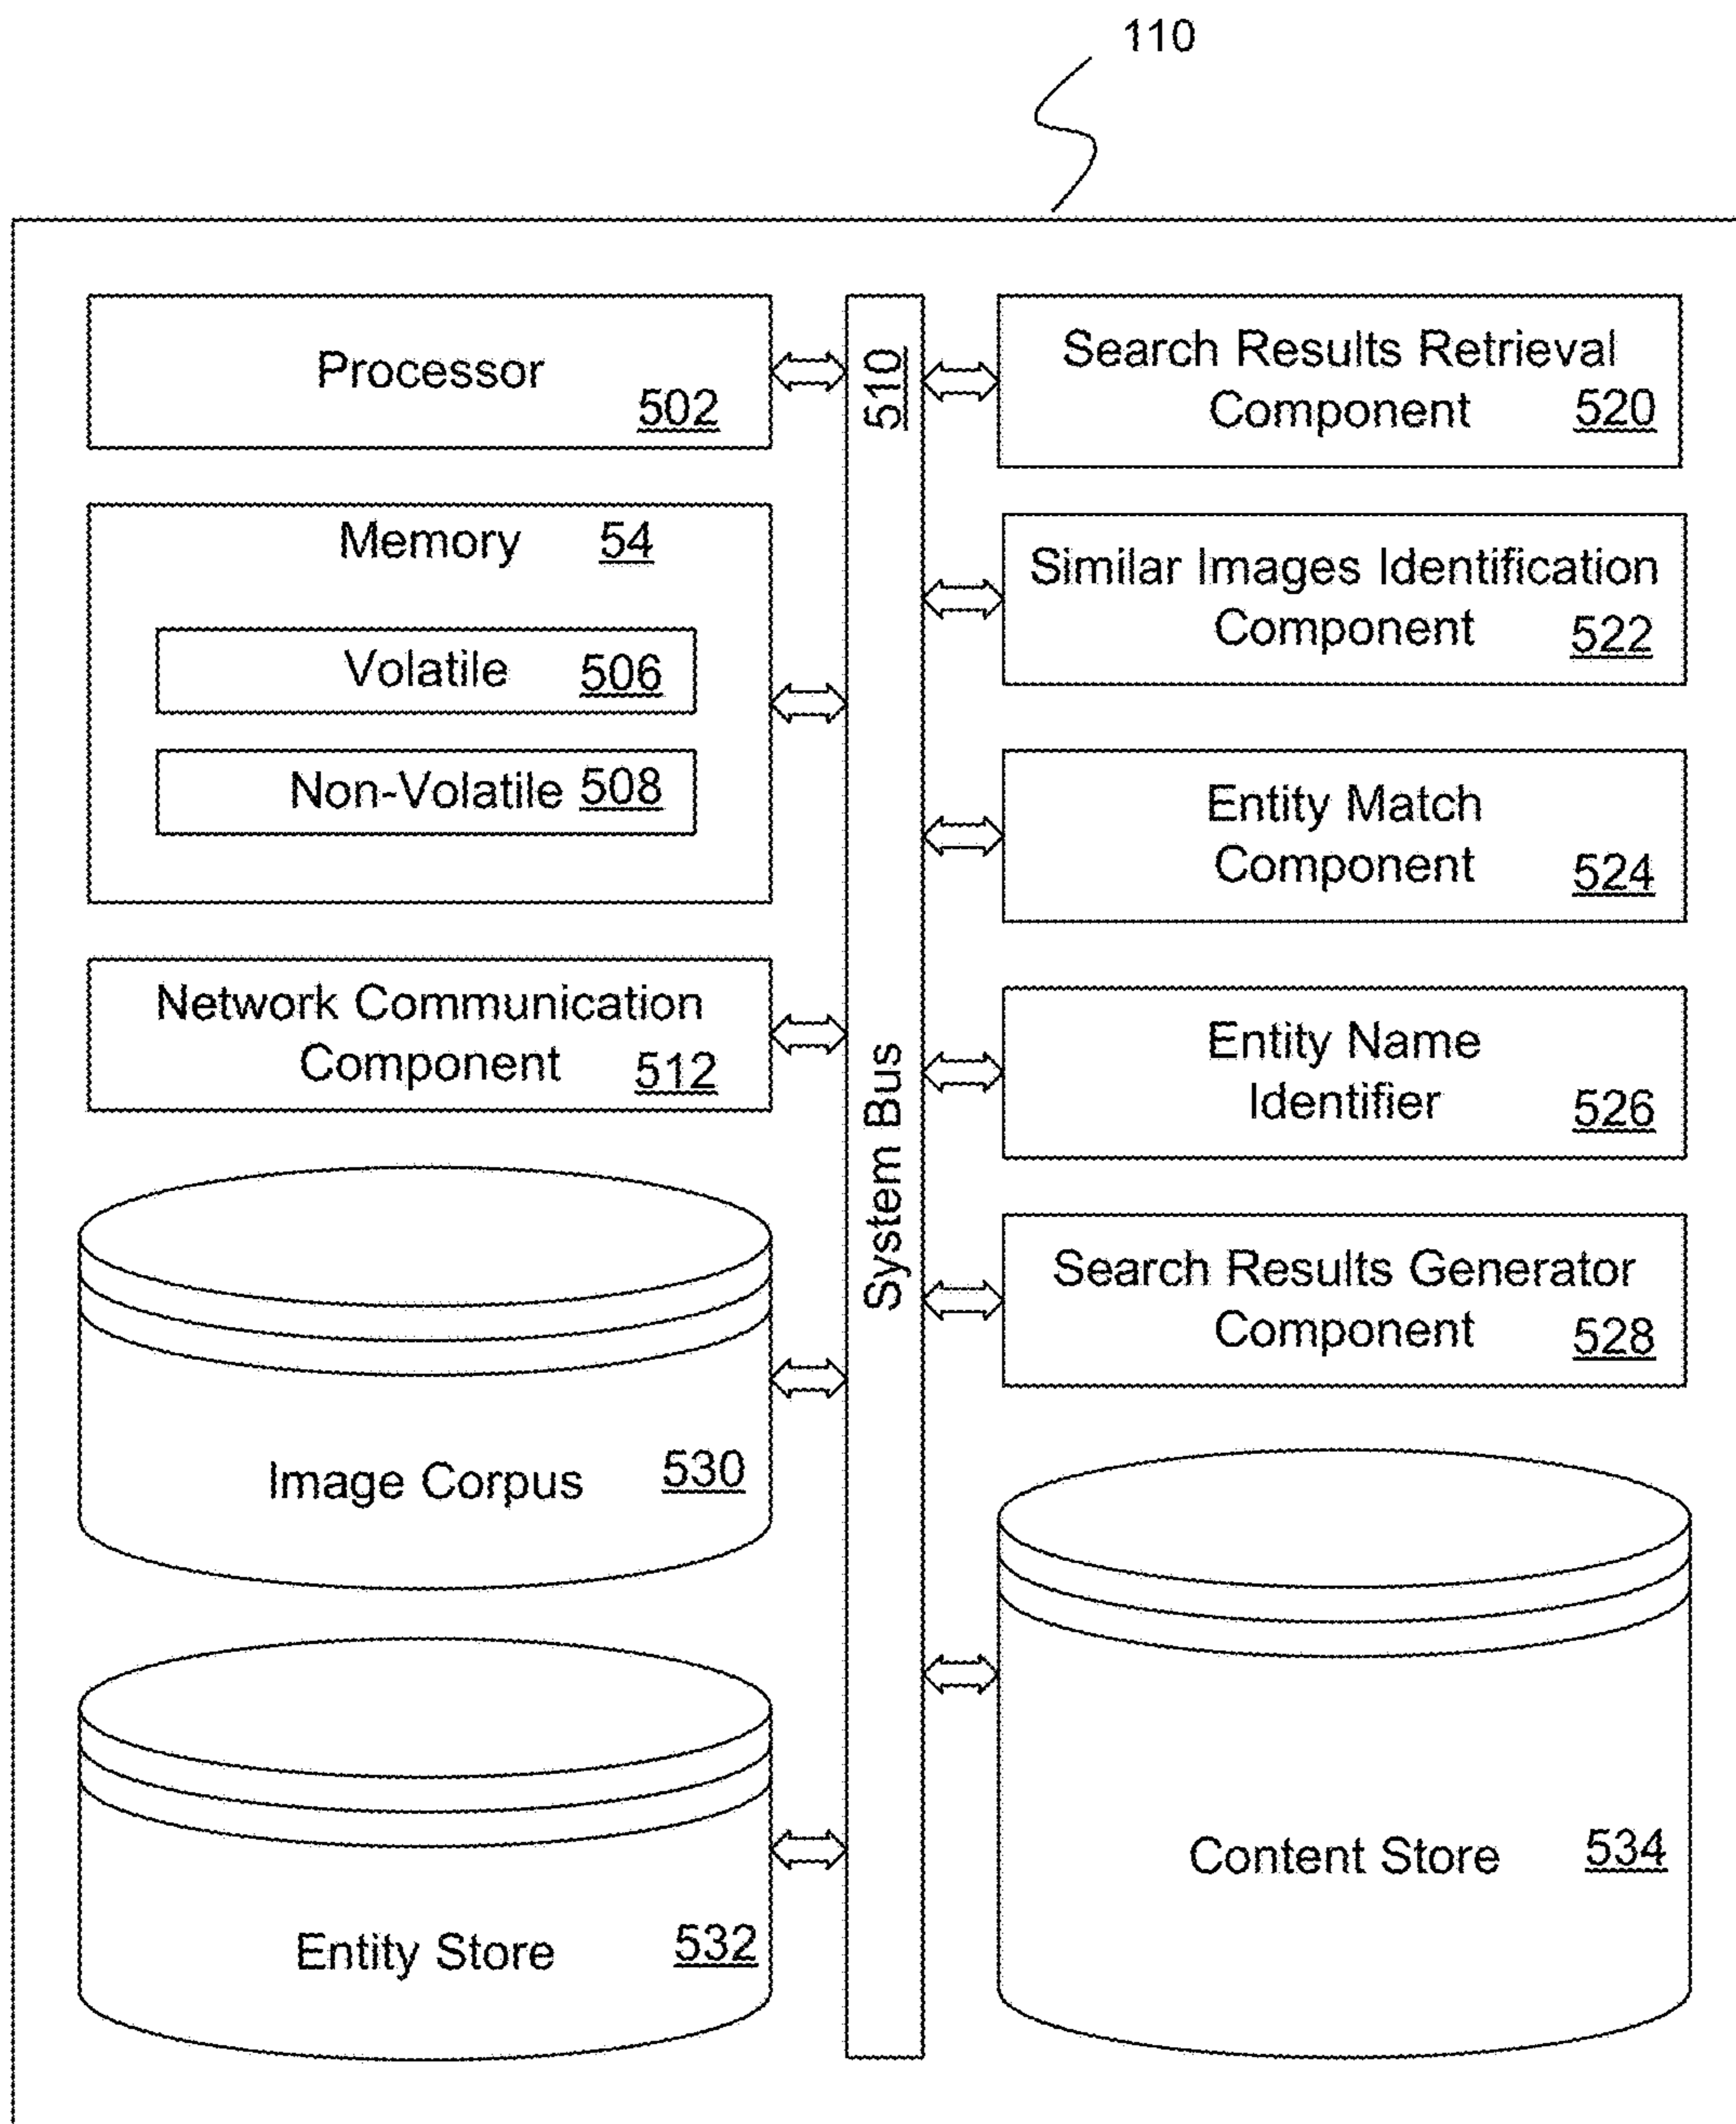 110
Processor
502
Memory 54
Volatile 506
Non-Volatile 508
Network Communication
Component 512
Image Corpus 530
Entity Store 532
510
System Bus
Search Results Retrieval
Component 520
Similar Images Identification
Component 522
Entity Match
Component 524
Entity Name
Identifier 526
Search Results Generator
Component 528
Content Store 534